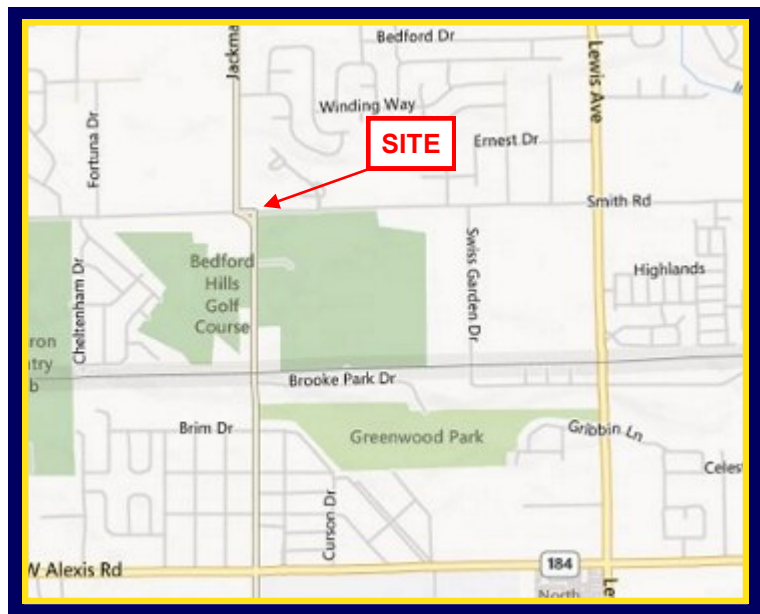 Bedford Dr
Jackma
Lewis Ave
Winding Way
Fortuna Dr
SITE
Ernest Dr
Smith Rd
Bedford
Hills
Golf
Course
Cheltenham Dr
Swiss Garden Dr
Highlands
ron
ntry
b
Brooke Park Dr
Brim Dr
Greenwood Park
Gribbin Ln
Celes
Curson Dr
W Alexis Rd
184
North
Le